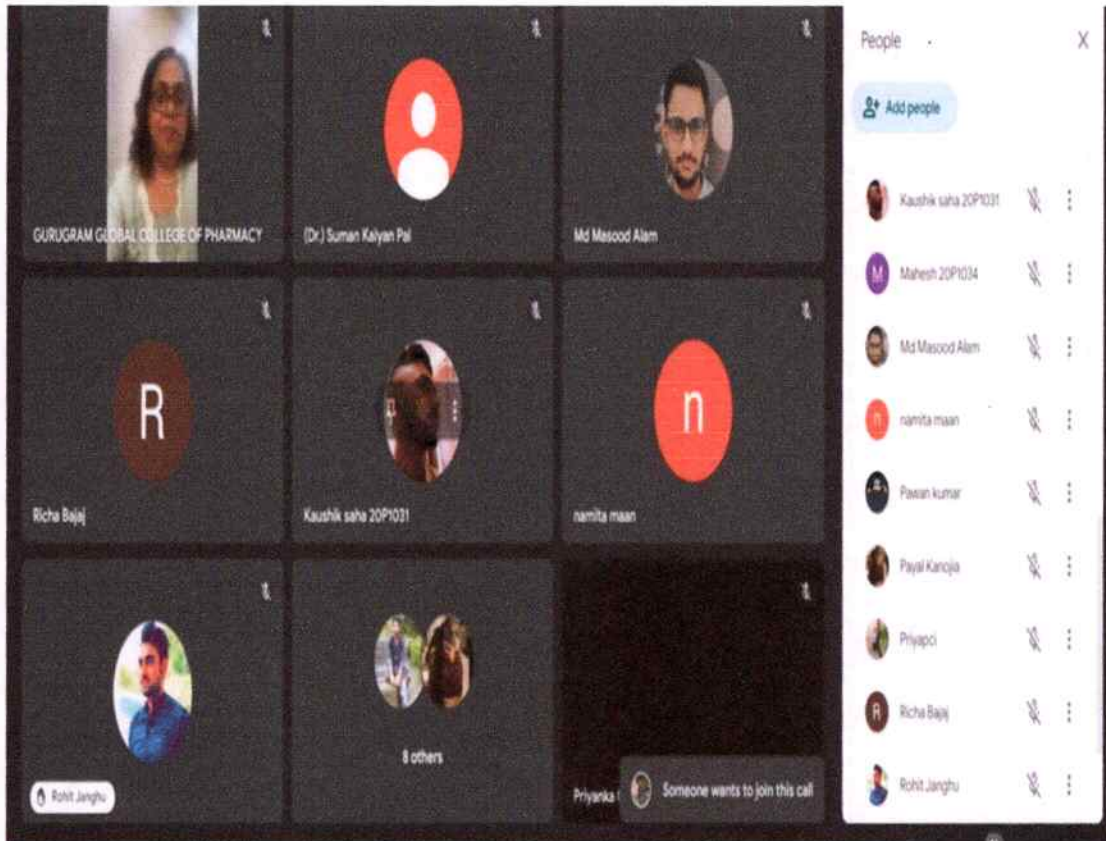 GURUGRAM GLOBAL COLLEGE OF PHARMACY
(Dr.) Suman Kalyan Pal
Md Masood Alam
R
Richa Bajaj
Kaushik saha 20P1031
n
namita maan
Rohit Janghu
8 others
Priyanka
Someone wants to join this call
People
Add people
Kaushik saha 20P1031
M
Mahesh 20P1034
Md Masood Alam
n
namita maan
Pawan kumar
Payal Kanojia
Priyapci
R
Richa Bajaj
Rohit Janghu